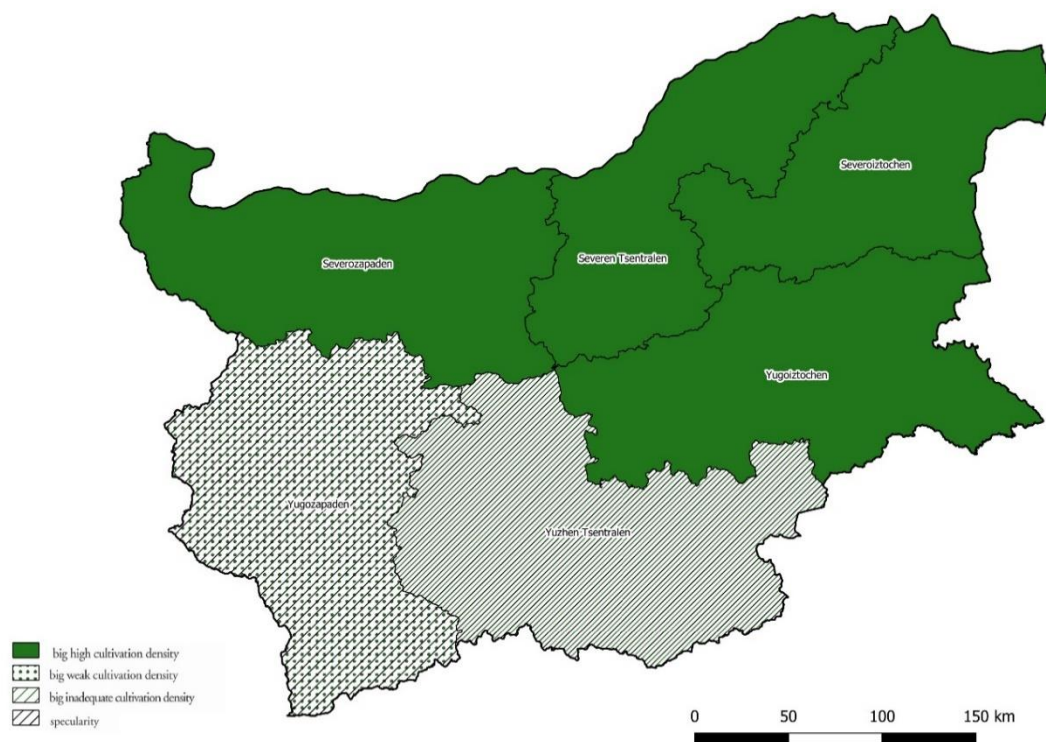 Severoiztochen
Severen Tsentralen
Severozapaden
Yugoiztochen
Yugozapaden
Yuzhen Tsentralen
big high cultivation density
big weak cultivation density
big inadequate cultivation density
specularity
0 50 100 150 km